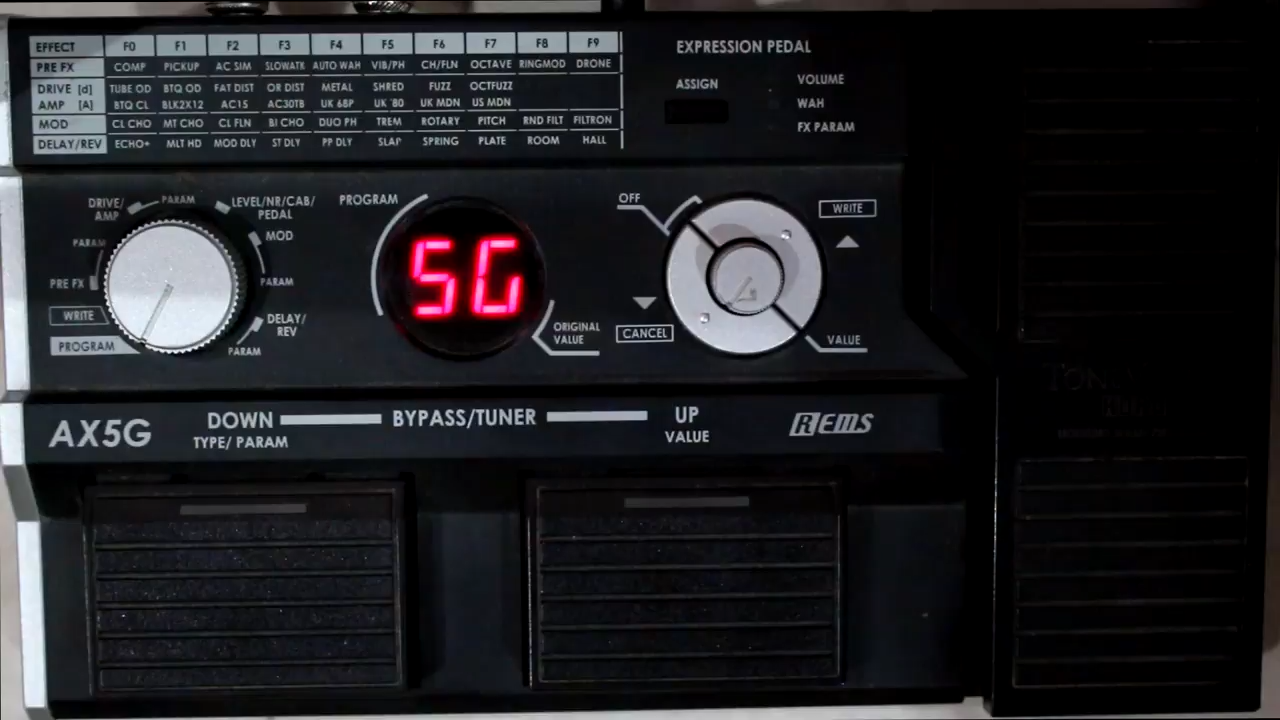 EFFECT F0 F1 F2 F3 F4 F5 F6 F7 F8 F9
PRE FX COMP PICKUP AC SIM SLOWATK AUTO WAH VIB/PH CH/FLN OCTAVE RINGMOD DRONE
DRIVE [d] TUBE OD BTQ OD FAT DIST OR DIST METAL SHRED FUZZ OCTFUZZ
AMP [A] BTQ CL BLK2X12 AC15 AC30TB UK 68P UK '80 UK MDN US MDN
MOD CL CHO MT CHO CL FLN BI CHO DUO PH TREM ROTARY PITCH RND FILT FILTRON
DELAY/REV ECHO+ MLT HD MOD DLY ST DLY PP DLY SLAP SPRING PLATE ROOM HALL
EXPRESSION PEDAL
ASSIGN
VOLUME
WAH
FX PARAM
DRIVE/
AMP
PARAM
LEVEL/NR/CAB/
PEDAL
PARAM
MOD
PRE FX
PARAM
WRITE
DELAY/
REV
PROGRAM
PARAM
PROGRAM
5G
ORIGINAL
VALUE
OFF
WRITE
CANCEL
VALUE
AX5G
DOWN
TYPE/ PARAM
BYPASS/TUNER
UP
VALUE
REMS